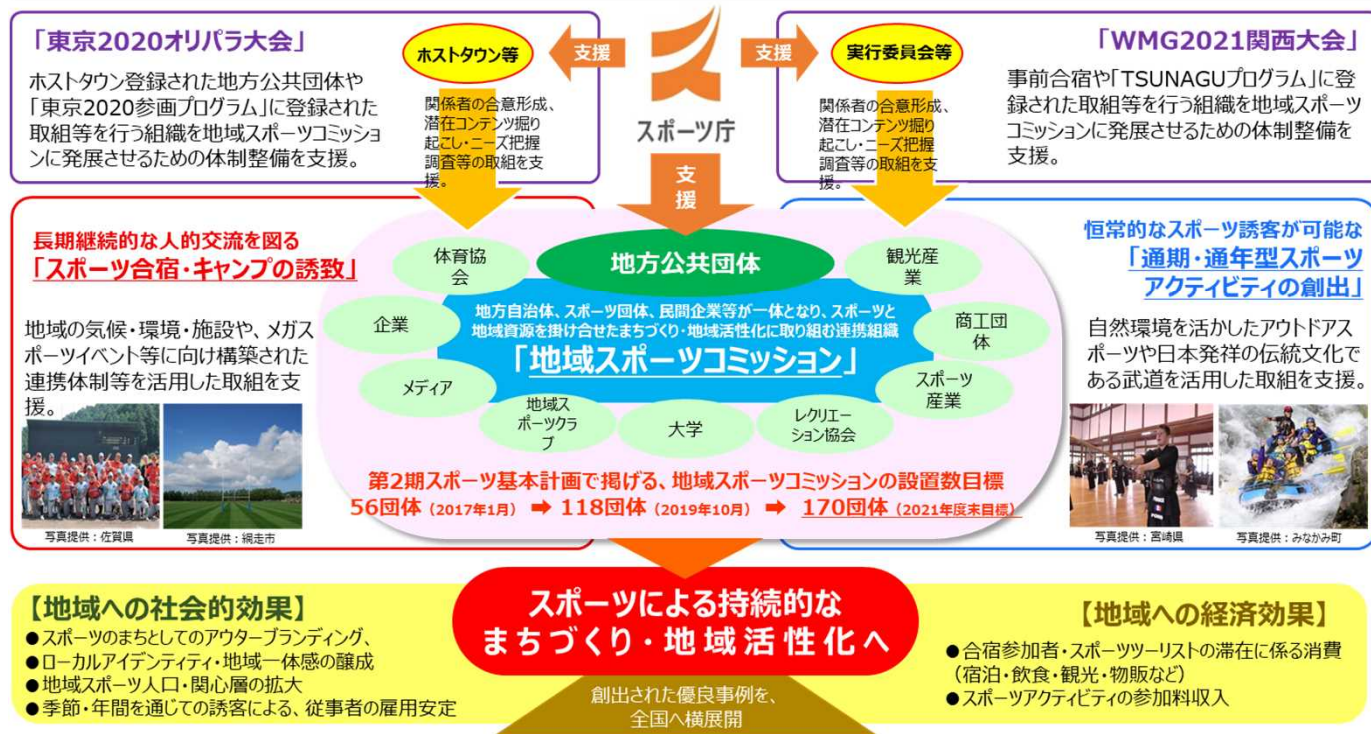 「東京2020オリパラ大会」
ホストタウン登録された地方公共団体や
「東京2020参画プログラム」に登録された
取組等を行う組織を地域スポーツコミッショ
ンに発展させるための体制整備を支援。
ホストタウン等
支援
関係者の合意形成、
潜在コンテンツ掘り
起こし・ニーズ把握
調査等の取組を支
援。
スポーツ庁
支援
支援
実行委員会等
関係者の合意形成、
潜在コンテンツ掘り
起こし・ニーズ把握
調査等の取組を支
援。
「WMG2021関西大会」
事前合宿や「TSUNAGUプログラム」に登
録された取組等を行う組織を地域スポーツ
コミッションに発展させるための体制整備を
支援。
長期継続的な人的交流を図る
「スポーツ合宿・キャンプの誘致」
地域の気候・環境・施設や、メガス
ポーツイベント等に向け構築された
連携体制等を活用した取組を支
援。
写真提供：佐賀県
写真提供：網走市
体育協
会
地方公共団体
観光産
業
企業
地方自治体、スポーツ団体、民間企業等が一体となり、スポーツと
地域資源を掛け合せたまちづくり・地域活性化に取り組む連携組織
「地域スポーツコミッション」
商工団
体
メディア
スポーツ
産業
地域ス
ポーツクラ
ブ
大学
レクリエー
ション協会
第2期スポーツ基本計画で掲げる、地域スポーツコミッションの設置数目標
56団体（2017年1月） ➡ 118団体（2019年10月） ➡ 170団体（2021年度末目標）
恒常的なスポーツ誘客が可能な
「通期・通年型スポーツ
アクティビティの創出」
自然環境を活かしたアウトドアス
ポーツや日本発祥の伝統文化で
ある武道を活用した取組を支援。
写真提供：宮崎県
写真提供：みなかみ町
スポーツによる持続的な
まちづくり・地域活性化へ
【地域への社会的効果】
●スポーツのまちとしてのアウターブランディング、
●ローカルアイデンティティ・地域一体感の醸成
●地域スポーツ人口・関心層の拡大
●季節・年間を通じての誘客による、従事者の雇用安定
創出された優良事例を、
全国へ横展開
【地域への経済効果】
●合宿参加者・スポーツツーリストの滞在に係る消費
（宿泊・飲食・観光・物販など）
●スポーツアクティビティの参加料収入